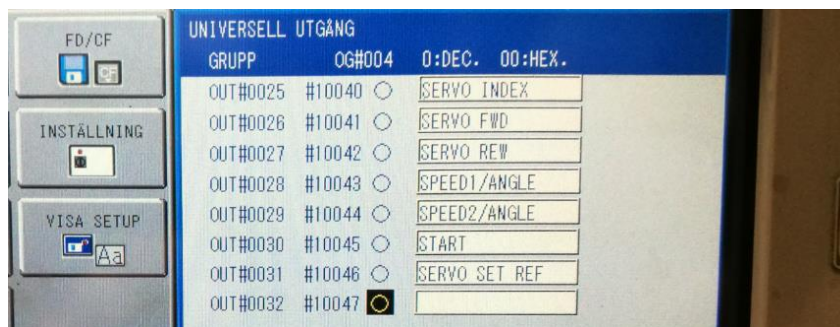 FD/CF
CF
INSTÄLLNING
VISA SETUP
Aa
UNIVERSELL UTGÅNG
GRUPP OG#004 0:DEC. 00:HEX.
OUT#0025 #10040 SERVO INDEX
OUT#0026 #10041 SERVO FWD
OUT#0027 #10042 SERVO REW
OUT#0028 #10043 SPEED1/ANGLE
OUT#0029 #10044 SPEED2/ANGLE
OUT#0030 #10045 START
OUT#0031 #10046 SERVO SET REF
OUT#0032 #10047